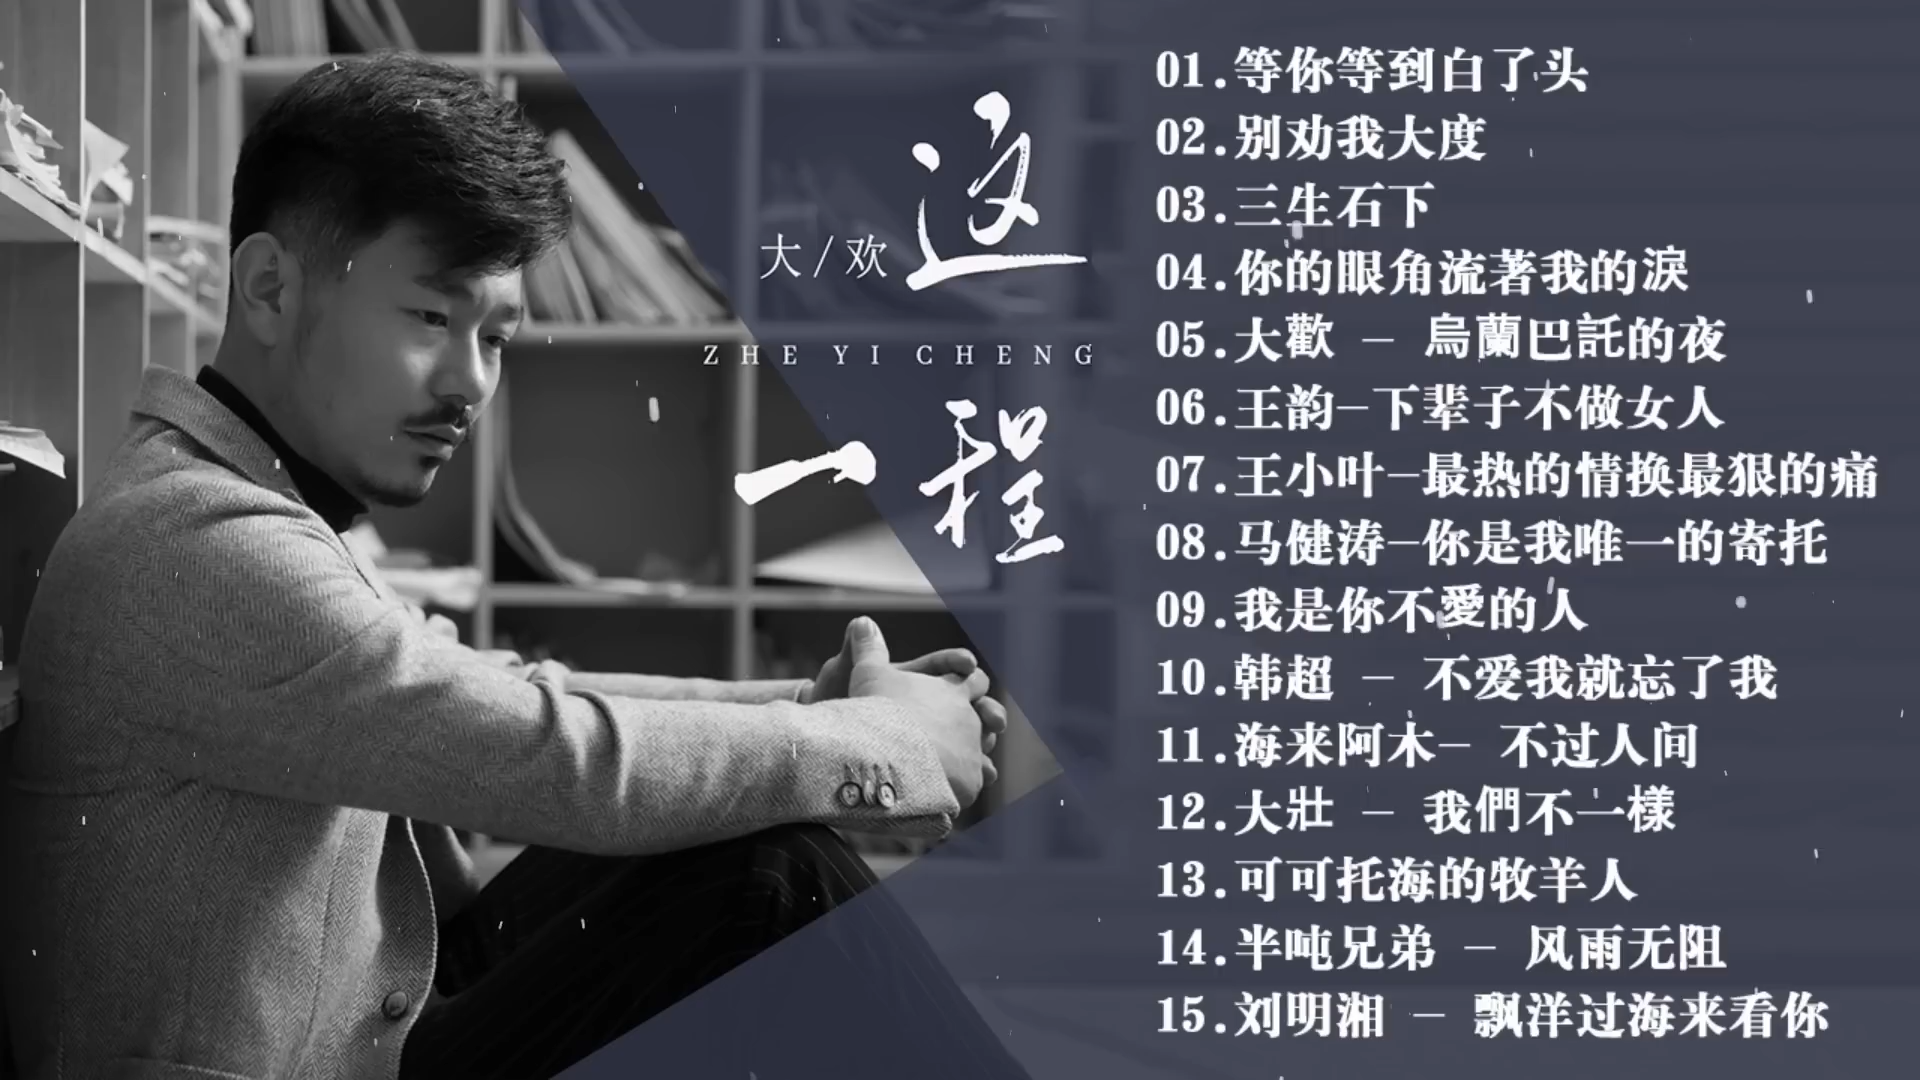 这
大/欢
ZHE YI CHENG
一程
01.等你等到白了头
02.别劝我大度
03.三生石下
04.你的眼角流著我的淚
05.大歡 － 烏蘭巴託的夜
06.王韵－下辈子不做女人
07.王小叶－最热的情换最狠的痛
08.马健涛－你是我唯一的寄托
09.我是你不愛的人
10.韩超 － 不爱我就忘了我
11.海来阿木－ 不过人间
12.大壯 － 我們不一樣
13.可可托海的牧羊人
14.半吨兄弟 － 风雨无阻
15.刘明湘 － 飘洋过海来看你